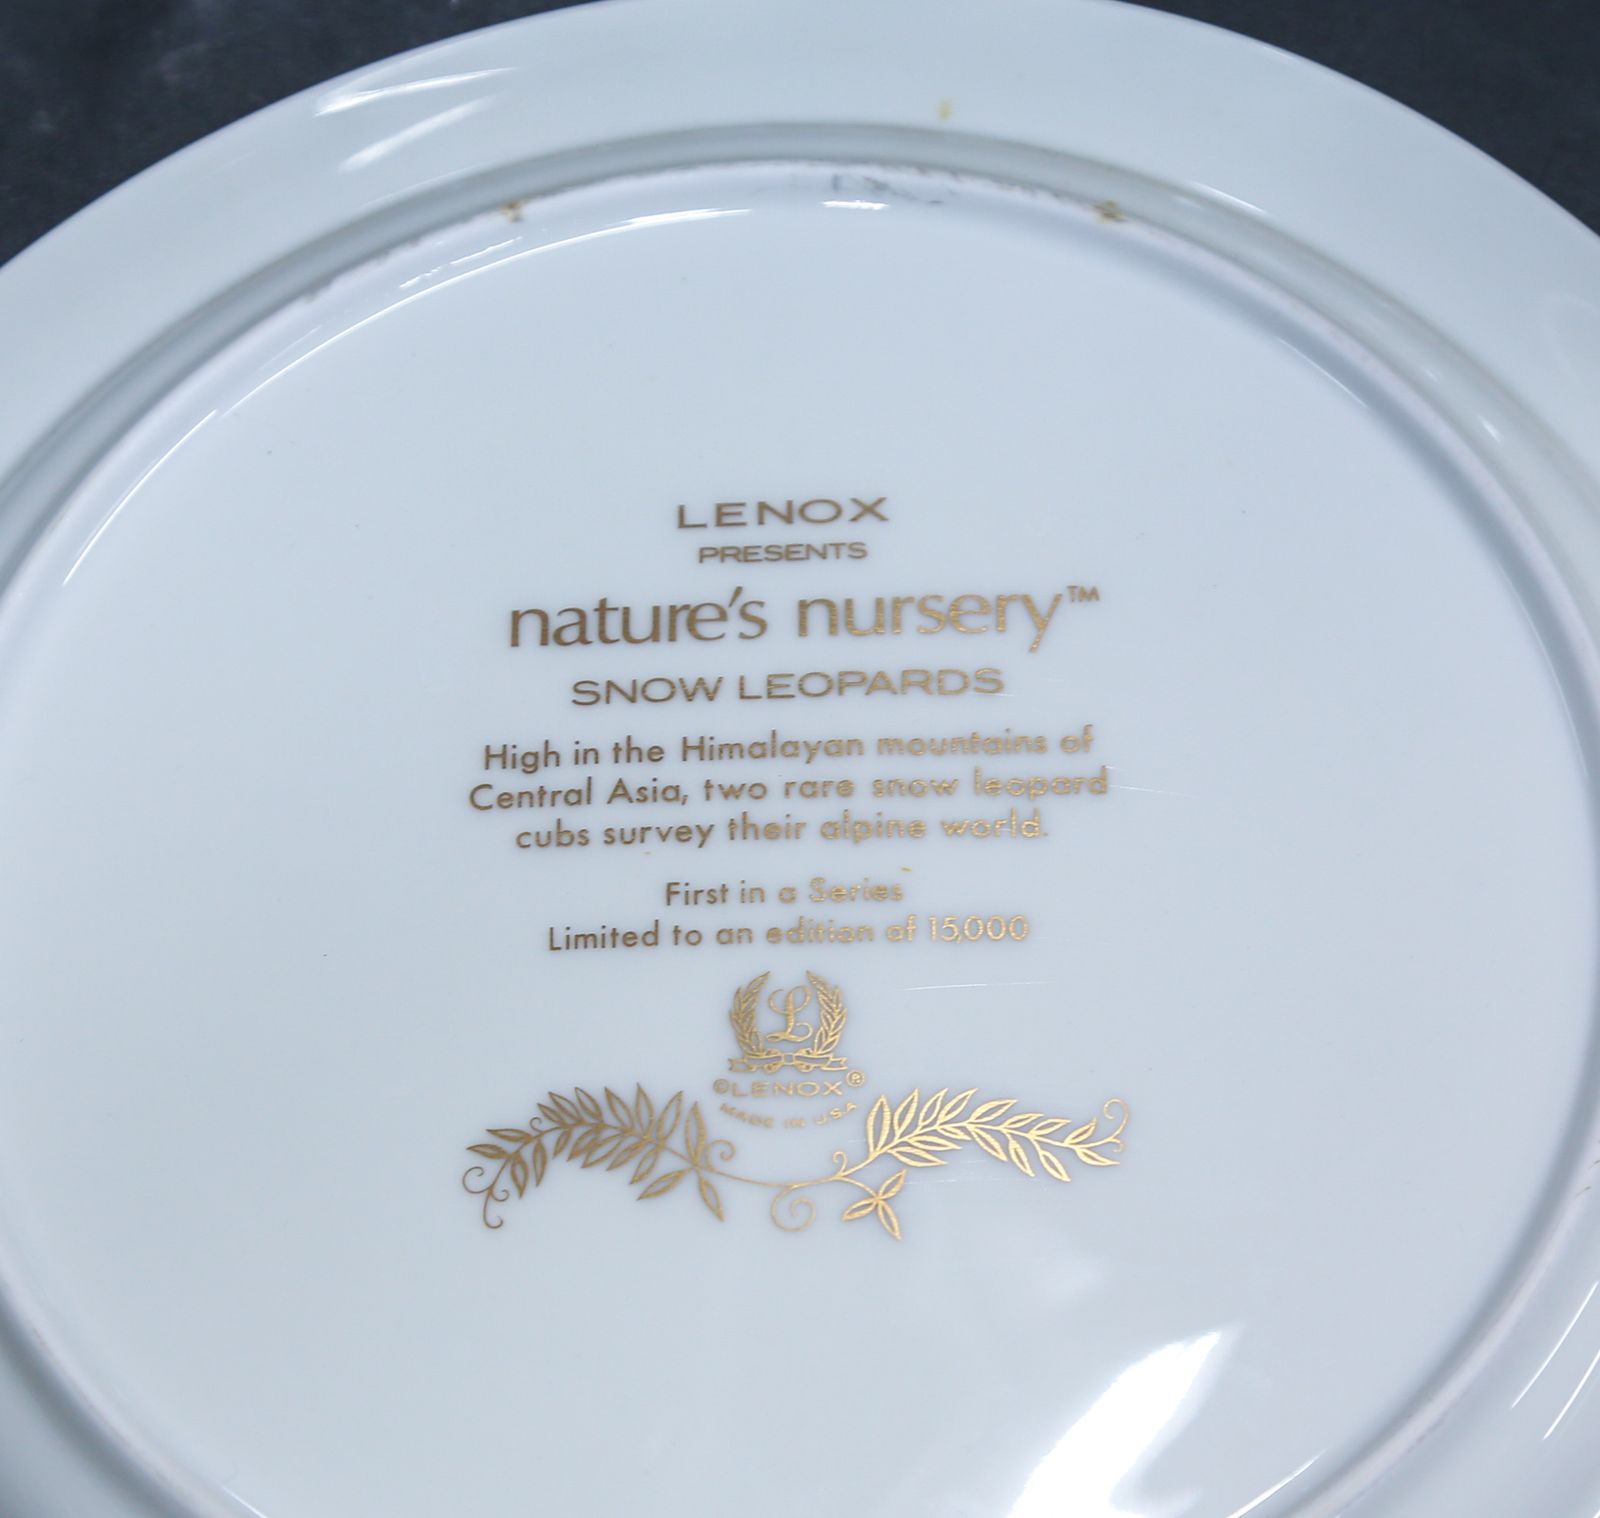 LENOX
PRESENTS
nature's nursery™
SNOW LEOPARDS
High in the Himalayan mountains of
Central Asia, two rare snow leopard
cubs survey their alpine world.
First in a Series
Limited to an edition of 15,000
L
©LENOX®
MADE IN U.S.A.